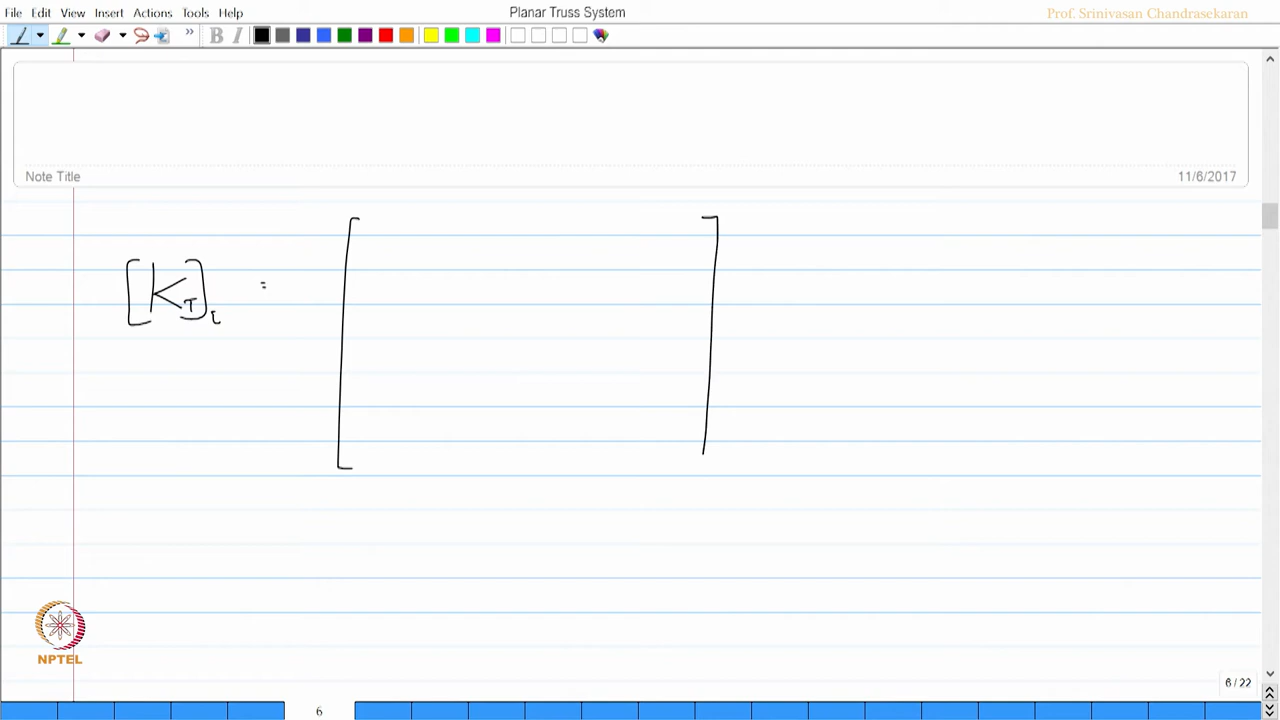 File Edit View Insert Actions Tools Help
Planar Truss System
Prof. Srinivasan Chandrasekaran
B I
Note Title
11/6/2017
[K_T]_i = [ ]
NPTEL
6 / 22
6